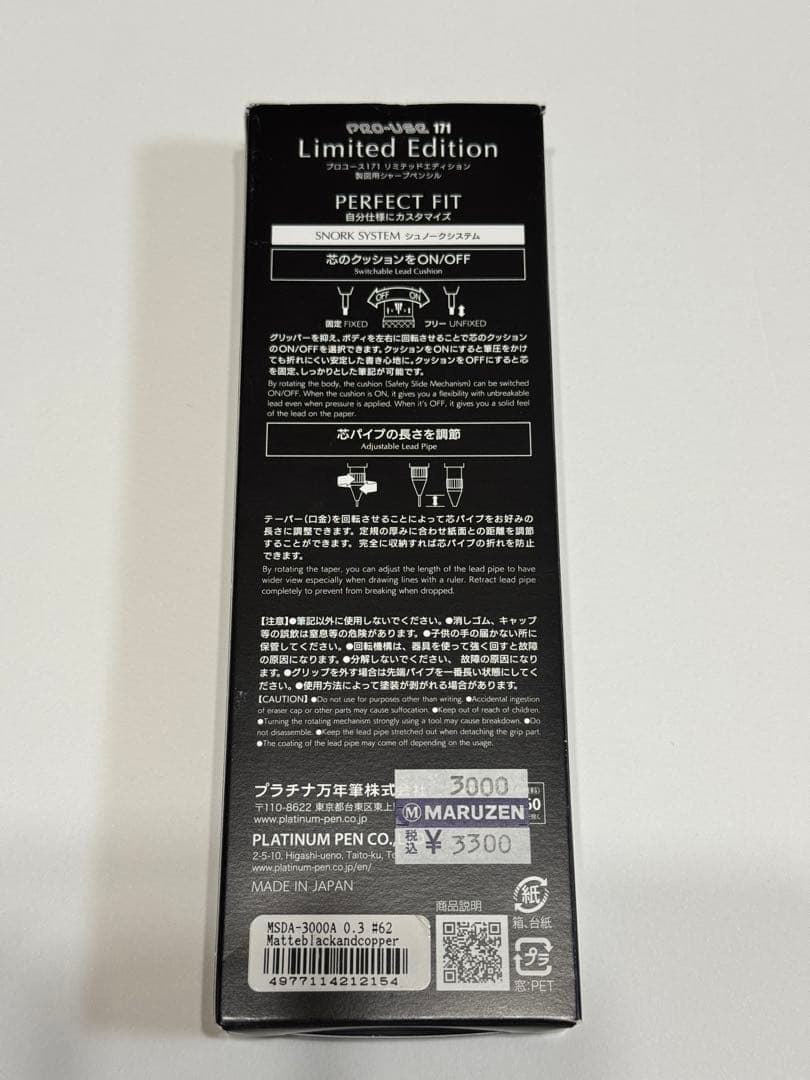 PRO-USE 171
Limited Edition
プロユース171 リミテッドエディション
製図用シャープペンシル
PERFECT FIT
自分仕様にカスタマイズ
SNORK SYSTEM シュノークシステム
芯のクッションをON/OFF
Switchable Lead Cushion
OFF ON
固定 FIXED フリー UNFIXED
グリッパーを抑え、ボディを左右に回転させることで芯のクッション
のON/OFFを選択できます。クッションをONにすると筆圧をかけ
ても折れにくい安定した書き心地に。クッションをOFFにすると芯
を固定、しっかりとした筆記が可能です。
By rotating the body, the cushion (Safety Slide Mechanism) can be switched
ON/OFF. When the cushion is ON, it gives you a flexibility with unbreakable
lead even when pressure is applied. When it's OFF, it gives you a solid feel
of the lead on the paper.
芯パイプの長さを調節
Adjustable Lead Pipe
テーパー(口金)を回転させることによって芯パイプをお好みの
長さに調整できます。定規の厚みに合わせ紙面との距離を調節
することができます。完全に収納すれば芯パイプの折れを防止
できます。
By rotating the taper, you can adjust the length of the lead pipe to have
wider view especially when drawing lines with a ruler. Retract lead pipe
completely to prevent from breaking when dropped.
【注意】●筆記以外に使用しないでください。●消しゴム、キャップ
等の誤飲は窒息等の危険があります。●子供の手の届かない所に
保管してください。●回転機構は、器具を使って強く回すと故障
の原因になります。●分解しないでください、故障の原因になり
ます。●グリップを外す場合は先端パイプを一番長い状態にしてく
ださい。●使用方法によって塗装が剥がれる場合があります。
【CAUTION】●Do not use for purposes other than writing. ●Accidental ingestion
of eraser cap or other parts may cause suffocation. ●Keep out of reach of children.
●Turning the rotating mechanism strongly using a tool may cause breakdown. ●Do
not disassemble. ●Keep the lead pipe stretched out when detaching the grip part.
●The coating of the lead pipe may come off depending on the usage.
プラチナ万年筆株式会
〒110-8622 東京都台東区東上
www.platinum-pen.co.jp
PLATINUM PEN CO.,
2-5-10, Higashi-ueno, Taito-ku, To
www.platinum-pen.co.jp/en/
MADE IN JAPAN
3000
M MARUZEN
税込 ¥ 3300
MSDA-3000A 0.3 #62
Matteblackandcopper
4977114212154
商品説明
紙
箱、台紙
プラ
窓:PET